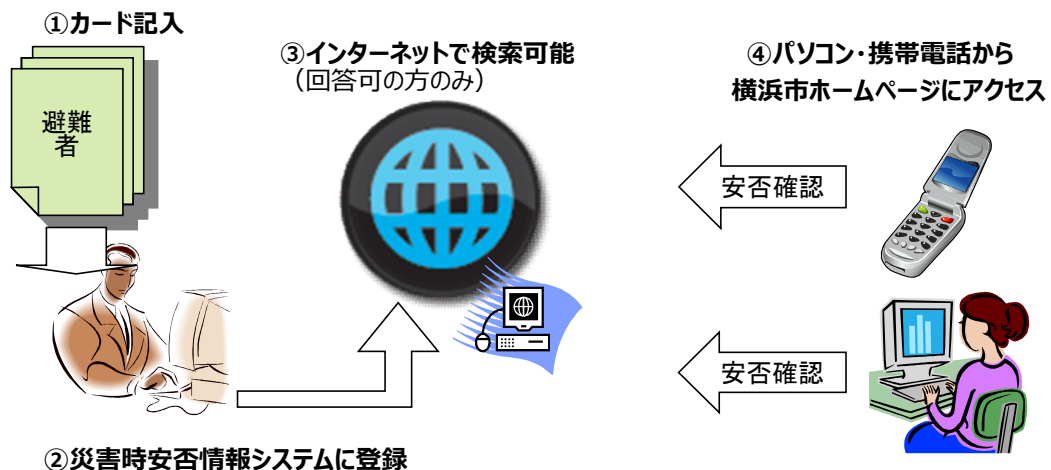 ①カード記入
避難
者
③インターネットで検索可能
（回答可の方のみ）
④パソコン・携帯電話から
横浜市ホームページにアクセス
安否確認
安否確認
②災害時安否情報システムに登録